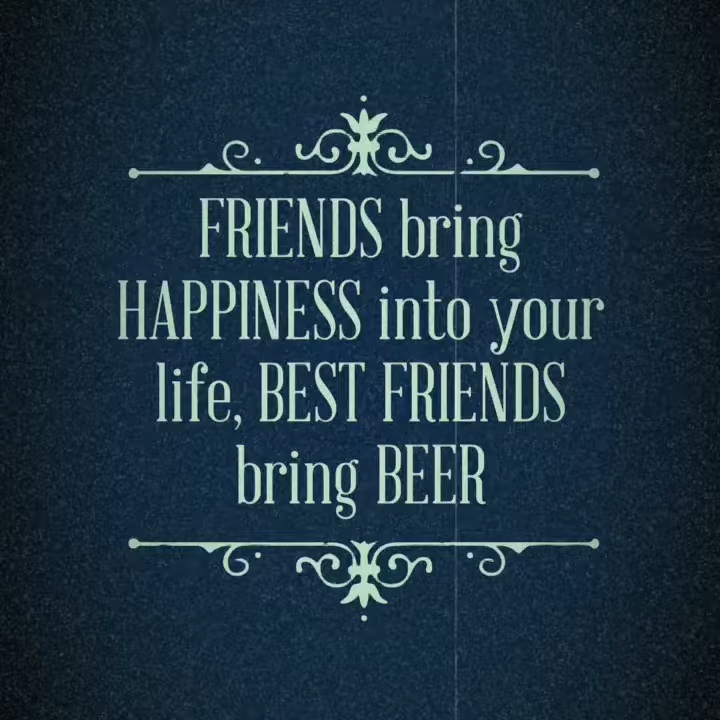 FRIENDS bring
HAPPINESS into your
life, BEST FRIENDS
bring BEER